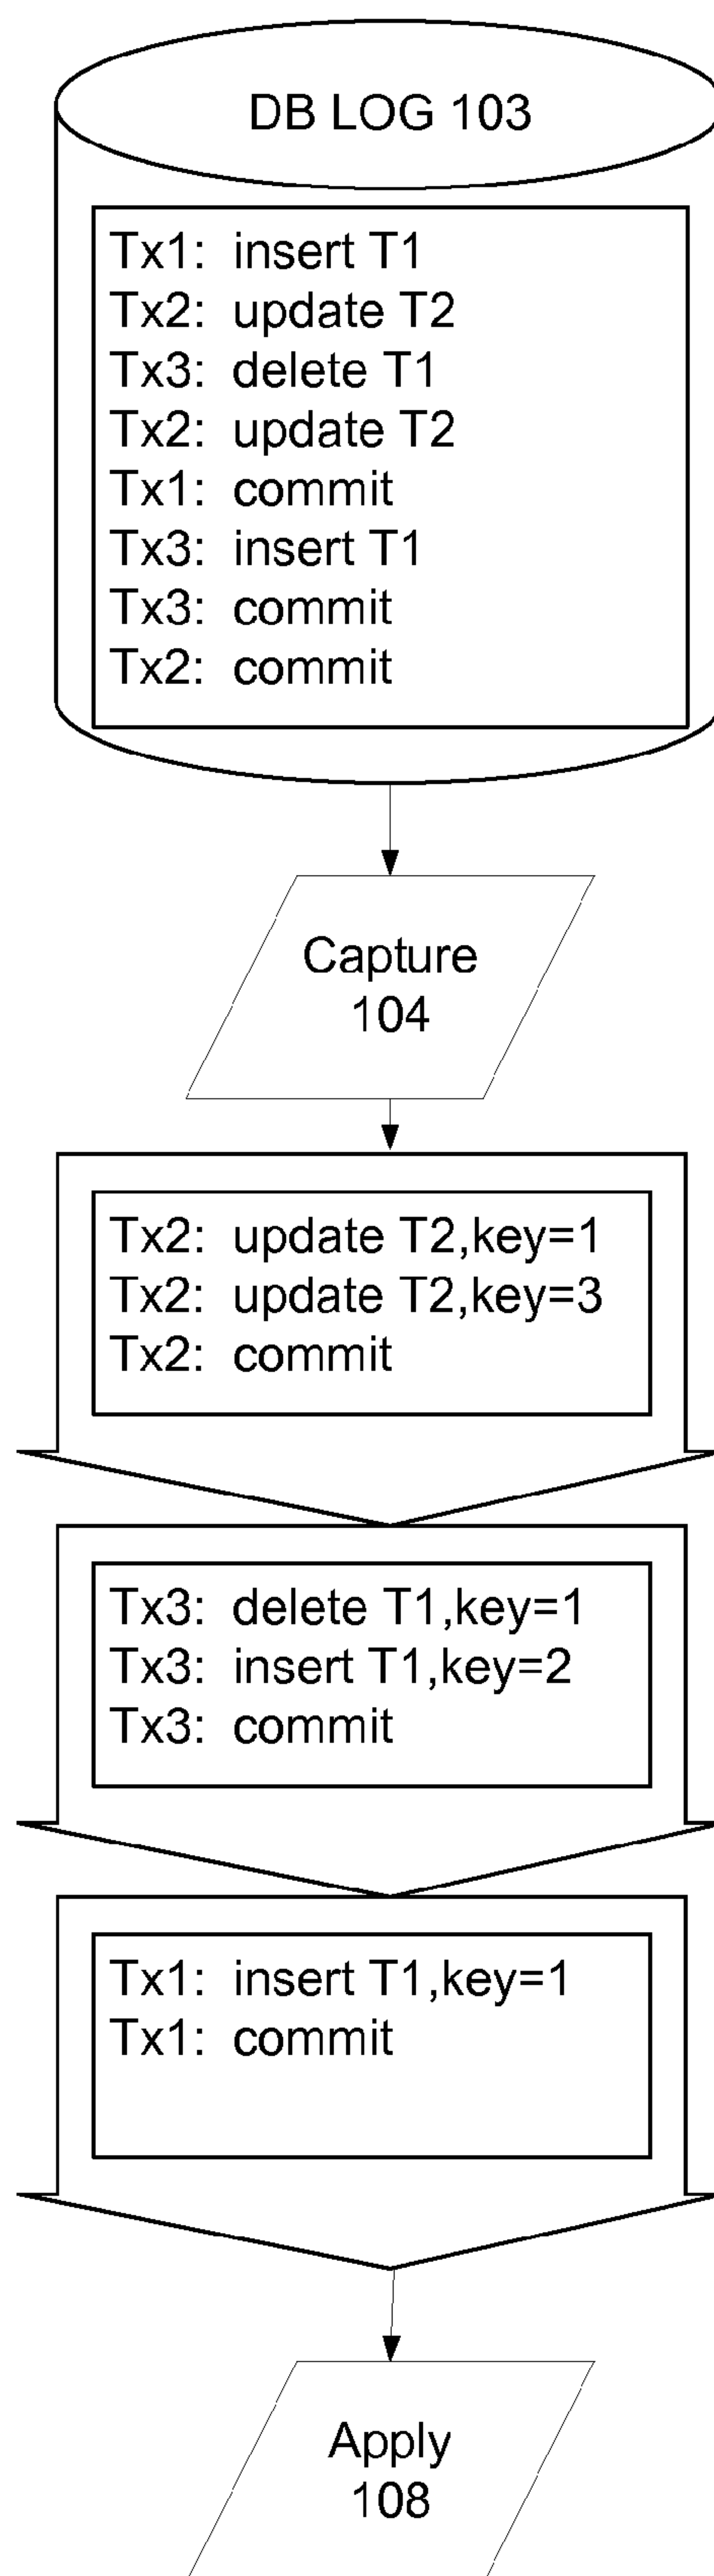 DB LOG 103
Tx1: insert T1
Tx2: update T2
Tx3: delete T1
Tx2: update T2
Tx1: commit
Tx3: insert T1
Tx3: commit
Tx2: commit
Capture
104
Tx2: update T2,key=1
Tx2: update T2,key=3
Tx2: commit
Tx3: delete T1,key=1
Tx3: insert T1,key=2
Tx3: commit
Tx1: insert T1,key=1
Tx1: commit
Apply
108